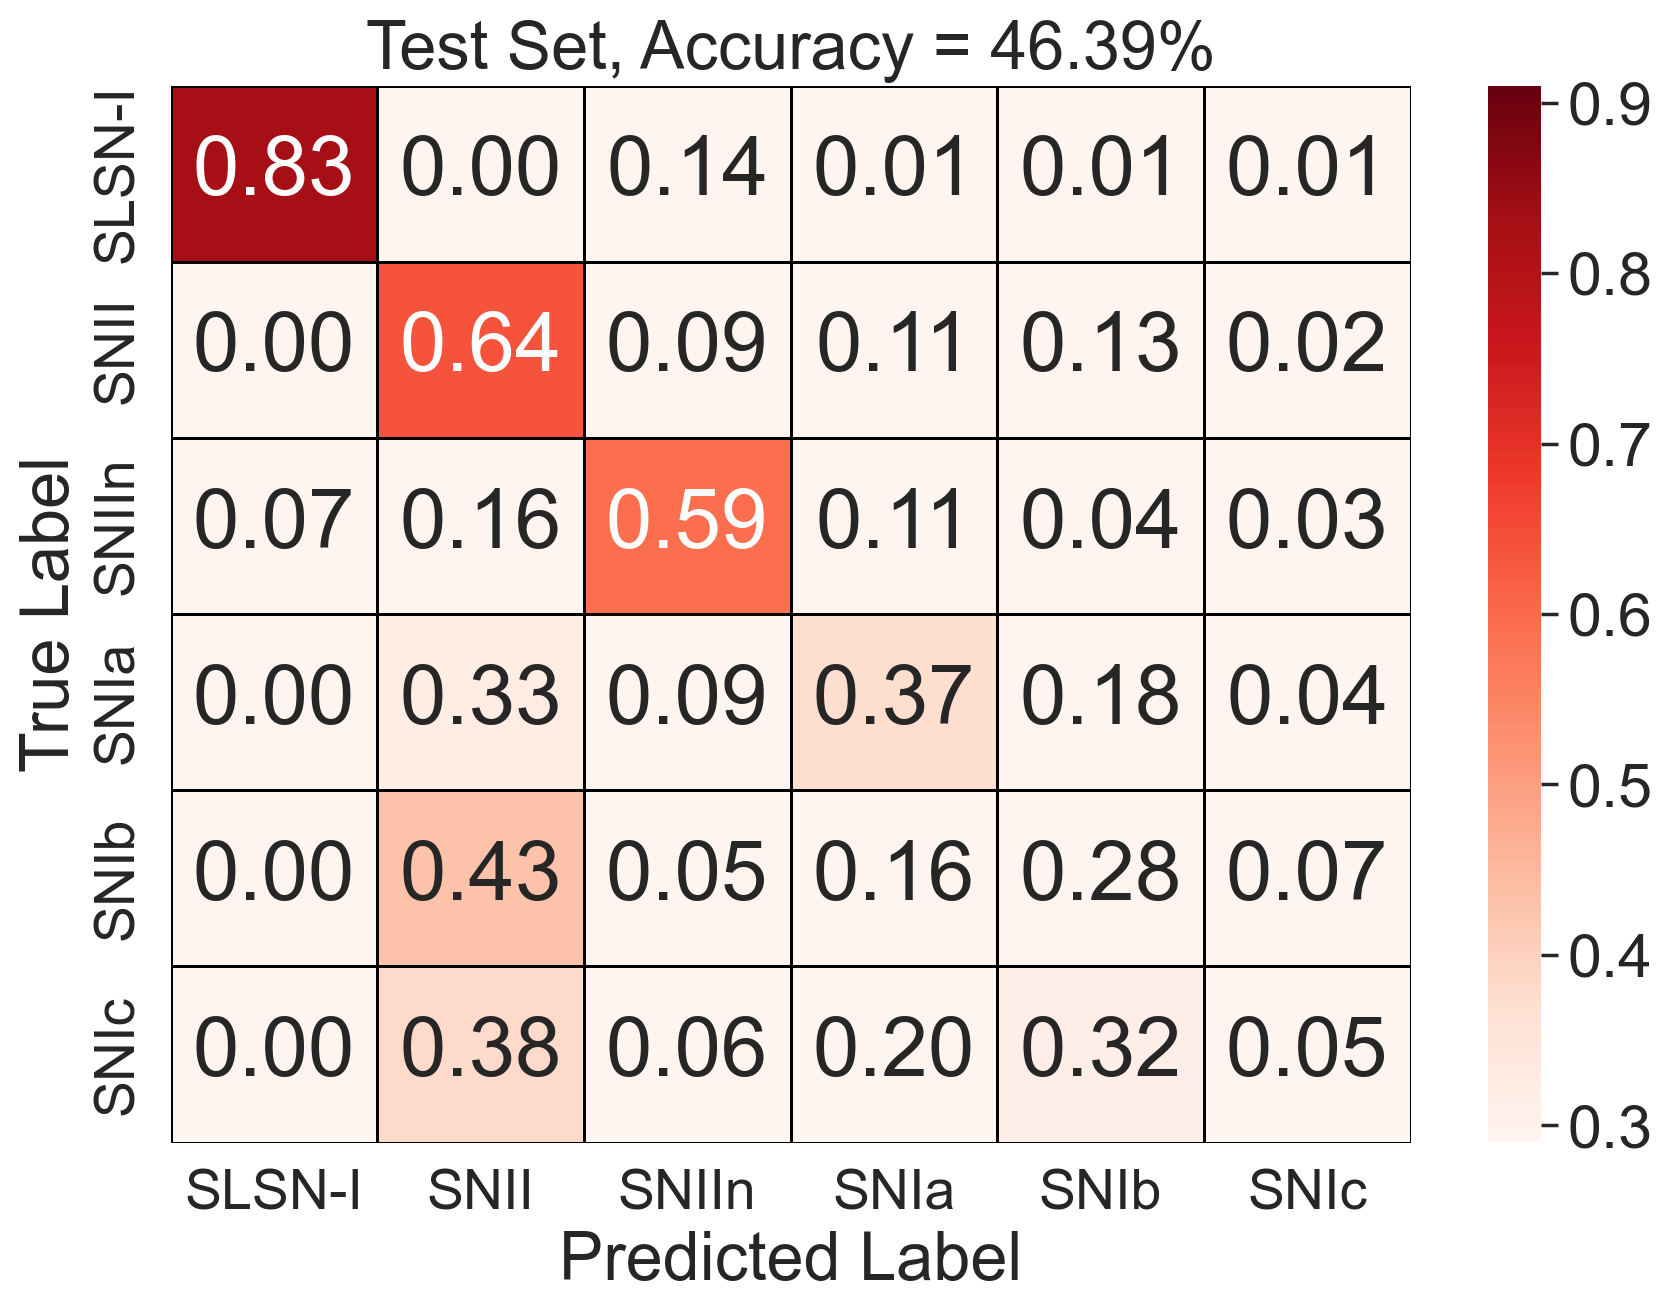 Test Set, Accuracy = 46.39%
True Label
SLSN-I 0.83 0.00 0.14 0.01 0.01 0.01
SNII 0.00 0.64 0.09 0.11 0.13 0.02
SNIIn 0.07 0.16 0.59 0.11 0.04 0.03
SNIa 0.00 0.33 0.09 0.37 0.18 0.04
SNIb 0.00 0.43 0.05 0.16 0.28 0.07
SNIc 0.00 0.38 0.06 0.20 0.32 0.05
SLSN-I SNII SNIIn SNIa SNIb SNIc
Predicted Label
0.9
0.8
0.7
0.6
0.5
0.4
0.3